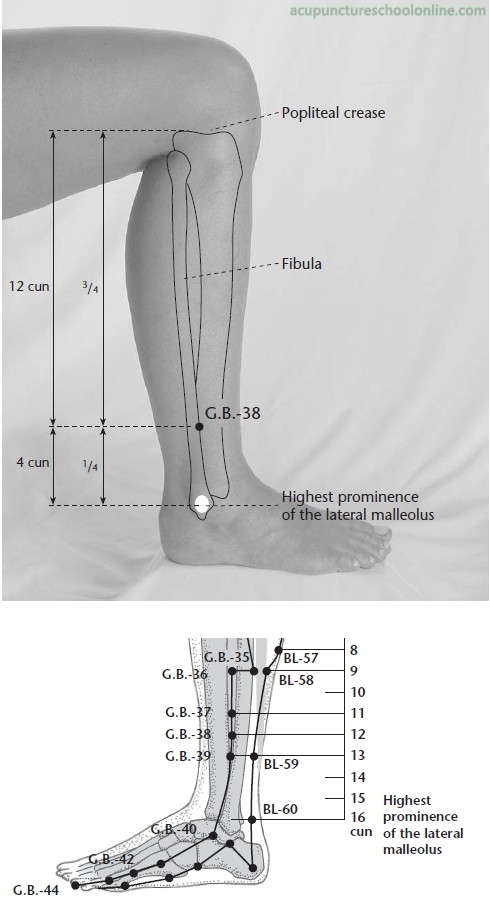 acupunctureschoolonline.com
Popliteal crease
12 cun
3/4
Fibula
G.B.-38
4 cun
1/4
Highest prominence
of the lateral malleolus
G.B.-35
BL-57
8
G.B.-36
9
BL-58
10
G.B.-37
11
G.B.-38
12
G.B.-39
13
BL-59
14
15
BL-60
16
cun
Highest
prominence
of the lateral
malleolus
G.B.-40
G.B.-42
G.B.-44